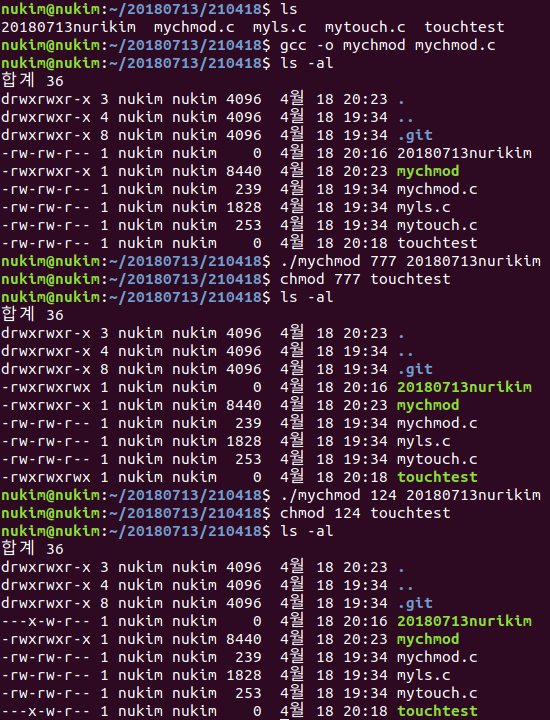 nukim@nukim:~/20180713/210418$ ls
20180713nurikim  mychmod.c  myls.c  mytouch.c  touchtest
nukim@nukim:~/20180713/210418$ gcc -o mychmod mychmod.c
nukim@nukim:~/20180713/210418$ ls -al
합계 36
drwxrwxr-x 3 nukim nukim 4096  4월 18 20:23 .
drwxrwxr-x 4 nukim nukim 4096  4월 18 19:34 ..
drwxrwxr-x 8 nukim nukim 4096  4월 18 19:34 .git
-rw-rw-r-- 1 nukim nukim    0  4월 18 20:16 20180713nurikim
-rwxrwxr-x 1 nukim nukim 8440  4월 18 20:23 mychmod
-rw-rw-r-- 1 nukim nukim  239  4월 18 19:34 mychmod.c
-rw-rw-r-- 1 nukim nukim 1828  4월 18 19:34 myls.c
-rw-rw-r-- 1 nukim nukim  253  4월 18 19:34 mytouch.c
-rw-rw-r-- 1 nukim nukim    0  4월 18 20:18 touchtest
nukim@nukim:~/20180713/210418$ ./mychmod 777 20180713nurikim
nukim@nukim:~/20180713/210418$ chmod 777 touchtest
nukim@nukim:~/20180713/210418$ ls -al
합계 36
drwxrwxr-x 3 nukim nukim 4096  4월 18 20:23 .
drwxrwxr-x 4 nukim nukim 4096  4월 18 19:34 ..
drwxrwxr-x 8 nukim nukim 4096  4월 18 19:34 .git
-rwxrwxrwx 1 nukim nukim    0  4월 18 20:16 20180713nurikim
-rwxrwxr-x 1 nukim nukim 8440  4월 18 20:23 mychmod
-rw-rw-r-- 1 nukim nukim  239  4월 18 19:34 mychmod.c
-rw-rw-r-- 1 nukim nukim 1828  4월 18 19:34 myls.c
-rw-rw-r-- 1 nukim nukim  253  4월 18 19:34 mytouch.c
-rwxrwxrwx 1 nukim nukim    0  4월 18 20:18 touchtest
nukim@nukim:~/20180713/210418$ ./mychmod 124 20180713nurikim
nukim@nukim:~/20180713/210418$ chmod 124 touchtest
nukim@nukim:~/20180713/210418$ ls -al
합계 36
drwxrwxr-x 3 nukim nukim 4096  4월 18 20:23 .
drwxrwxr-x 4 nukim nukim 4096  4월 18 19:34 ..
drwxrwxr-x 8 nukim nukim 4096  4월 18 19:34 .git
---x-w-r-- 1 nukim nukim    0  4월 18 20:16 20180713nurikim
-rwxrwxr-x 1 nukim nukim 8440  4월 18 20:23 mychmod
-rw-rw-r-- 1 nukim nukim  239  4월 18 19:34 mychmod.c
-rw-rw-r-- 1 nukim nukim 1828  4월 18 19:34 myls.c
-rw-rw-r-- 1 nukim nukim  253  4월 18 19:34 mytouch.c
---x-w-r-- 1 nukim nukim    0  4월 18 20:18 touchtest